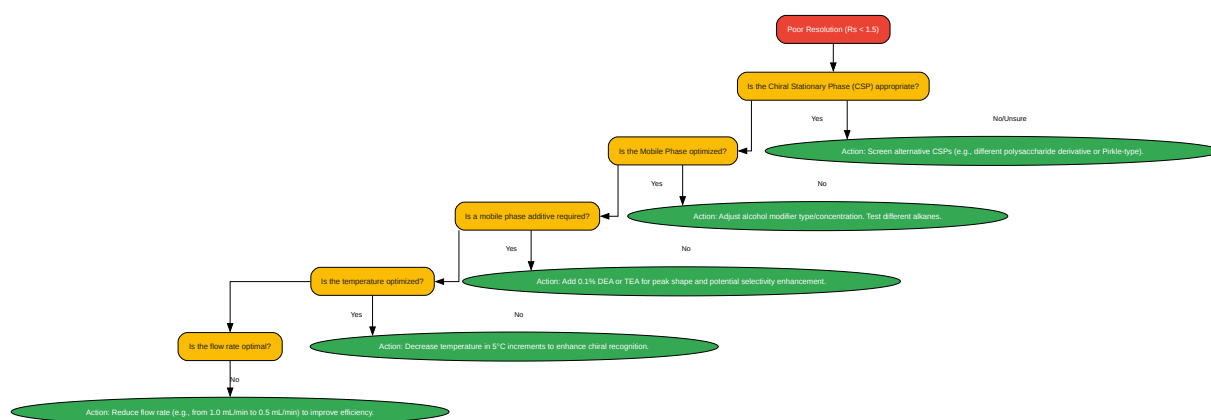 Poor Resolution (Rs < 1.5)
Is the Chiral Stationary Phase (CSP) appropriate?
Yes
No/Unsure
Is the Mobile Phase optimized?
Action: Screen alternative CSPs (e.g., different polysaccharide derivative or Pirkle-type).
Yes
No
Is a mobile phase additive required?
Action: Adjust alcohol modifier type/concentration. Test different alkanes.
Yes
No
Is the temperature optimized?
Action: Add 0.1% DEA or TEA for peak shape and potential selectivity enhancement.
Yes
No
Is the flow rate optimal?
Action: Decrease temperature in 5°C increments to enhance chiral recognition.
No
Action: Reduce flow rate (e.g., from 1.0 mL/min to 0.5 mL/min) to improve efficiency.